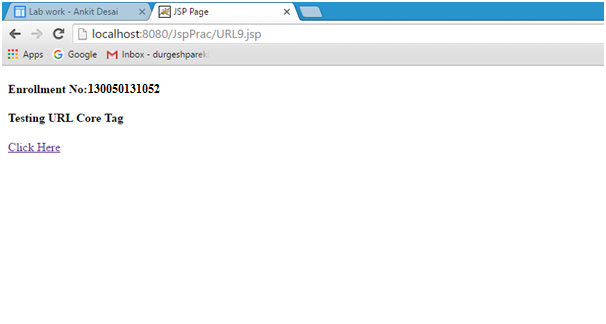 Lab work - Ankit Desai
JSP Page
localhost:8080/JspPrac/URL9.jsp
Apps Google Inbox - durgeshparek
Enrollment No:130050131052
Testing URL Core Tag
Click Here